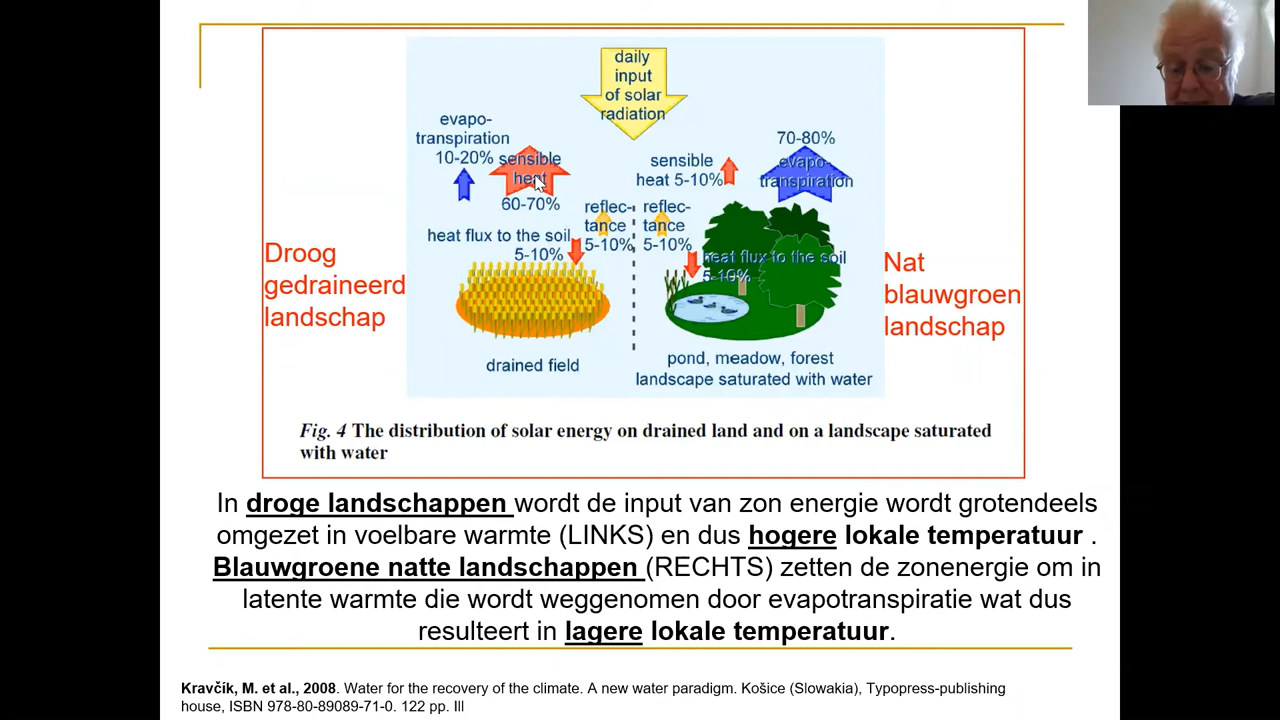 daily
input
of solar
radiation
evapo-
transpiration
10-20%
sensible
heat
60-70%
heat flux to the soil
5-10%
reflec-
tance
5-10%
sensible
heat 5-10%
70-80%
evapo-
transpiration
reflec-
tance
5-10%
heat flux to the soil
5-10%
Droog
gedraineerd
landschap
Nat
blauwgroen
landschap
drained field
pond, meadow, forest
landscape saturated with water
Fig. 4 The distribution of solar energy on drained land and on a landscape saturated
with water
In droge landschappen wordt de input van zon energie wordt grotendeels
omgezet in voelbare warmte (LINKS) en dus hogere lokale temperatuur .
Blauwgroene natte landschappen (RECHTS) zetten de zonenergie om in
latente warmte die wordt weggenomen door evapotranspiratie wat dus
resulteert in lagere lokale temperatuur.
Kravčík, M. et al., 2008. Water for the recovery of the climate. A new water paradigm. Košice (Slowakia), Typopress-publishing
house, ISBN 978-80-89089-71-0. 122 pp. Ill